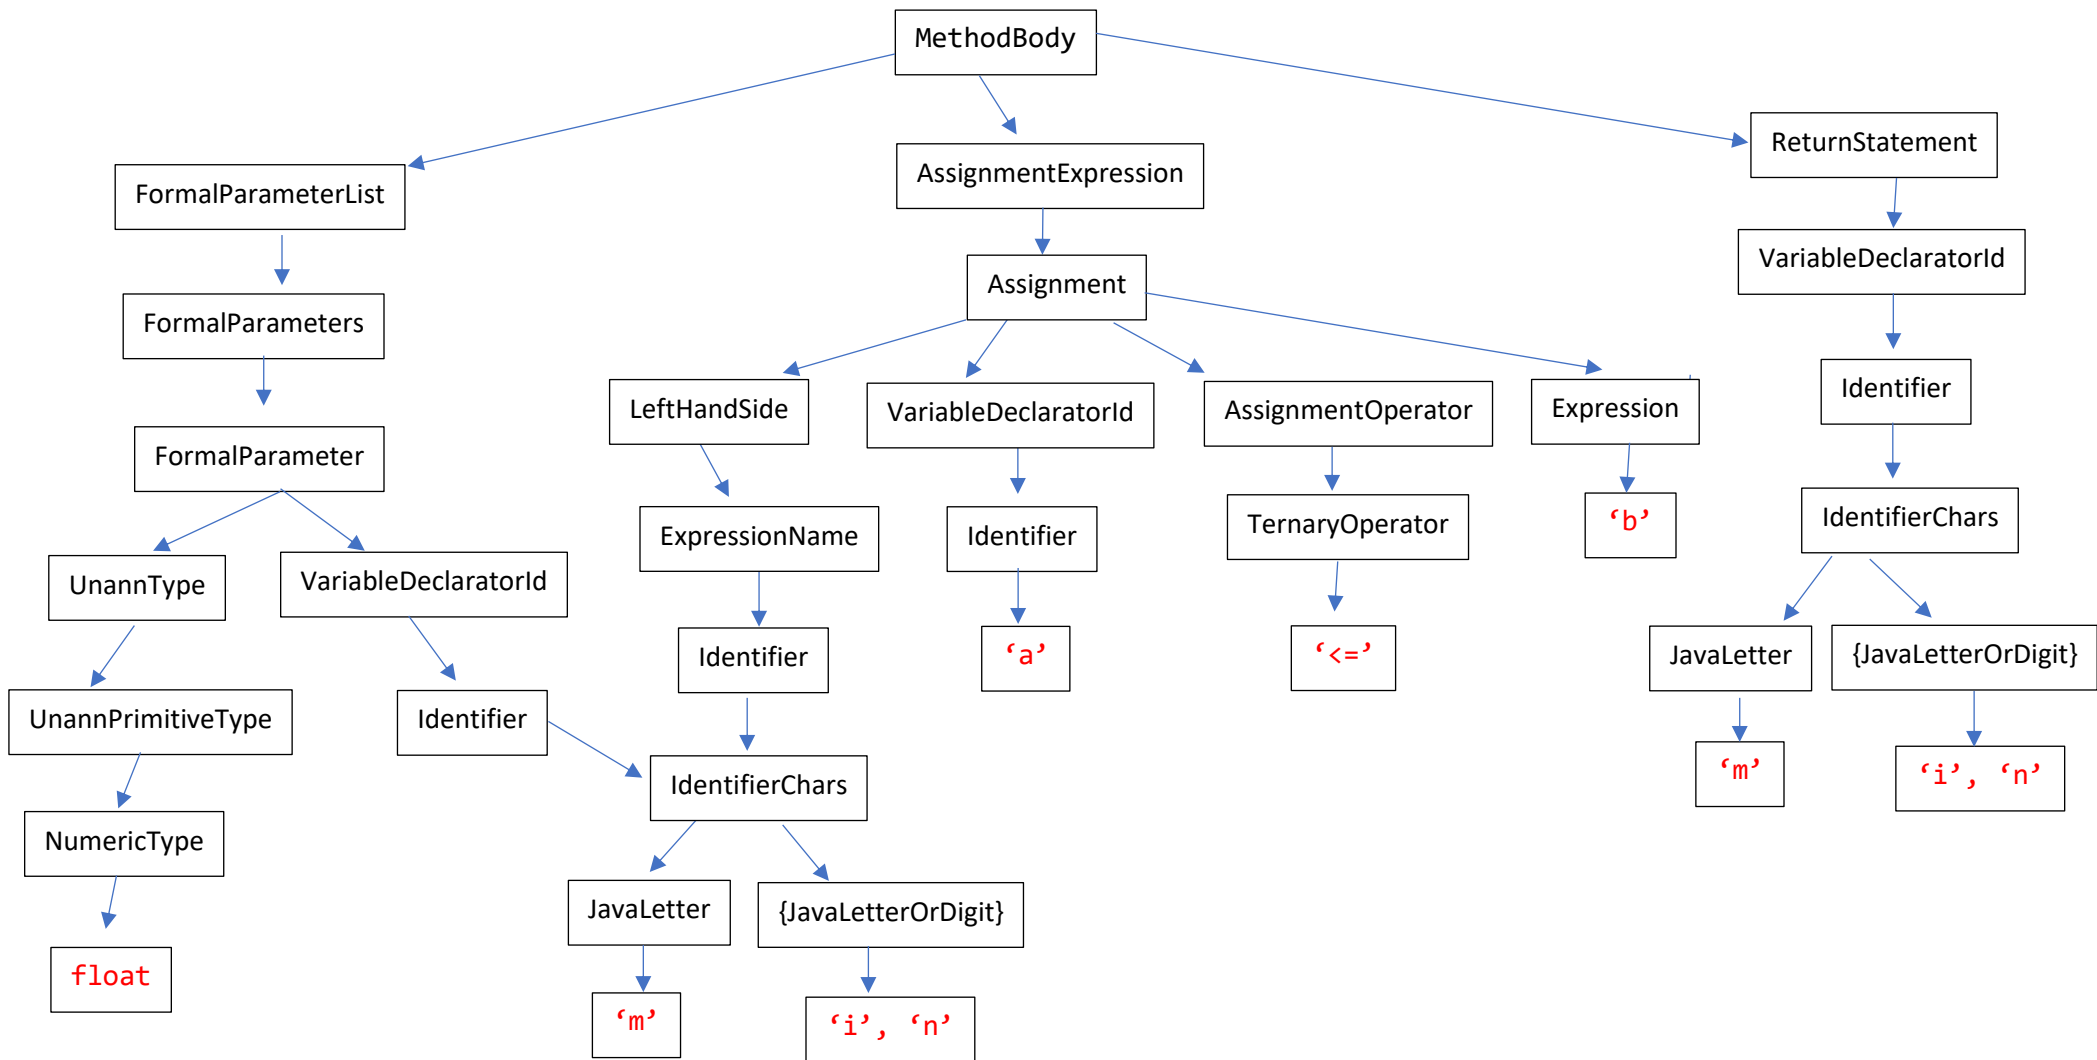 MethodBody
ReturnStatement
AssignmentExpression
FormalParameterList
VariableDeclaratorId
Assignment
FormalParameters
Identifier
LeftHandSide
VariableDeclaratorId
AssignmentOperator
Expression
FormalParameter
IdentifierChars
‘b’
ExpressionName
Identifier
TernaryOperator
UnannType
VariableDeclaratorId
Identifier
‘a’
‘<=’
JavaLetter
{JavaLetterOrDigit}
UnannPrimitiveType
Identifier
IdentifierChars
‘m’
‘i’, ‘n’
NumericType
JavaLetter
{JavaLetterOrDigit}
float
‘m’
‘i’, ‘n’